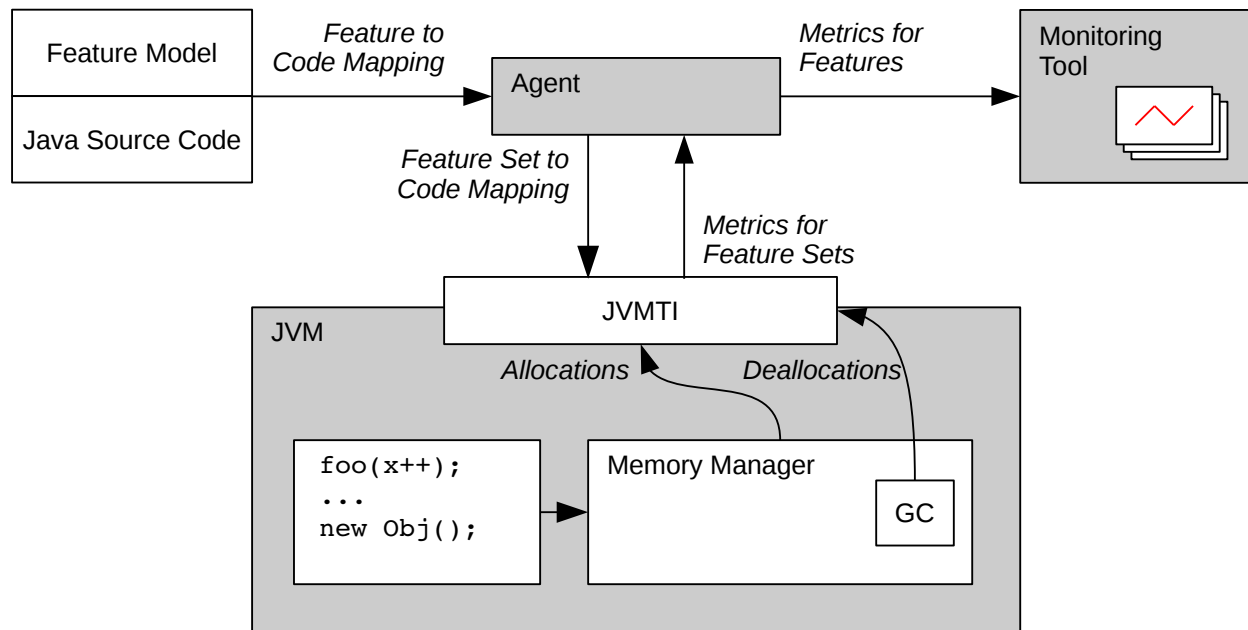 Feature Model
Java Source Code
Feature to
Code Mapping
Agent
Metrics for
Features
Monitoring
Tool
Feature Set to
Code Mapping
Metrics for
Feature Sets
JVMTI
JVM
Allocations
Deallocations
foo(x++);
...
new Obj();
Memory Manager
GC